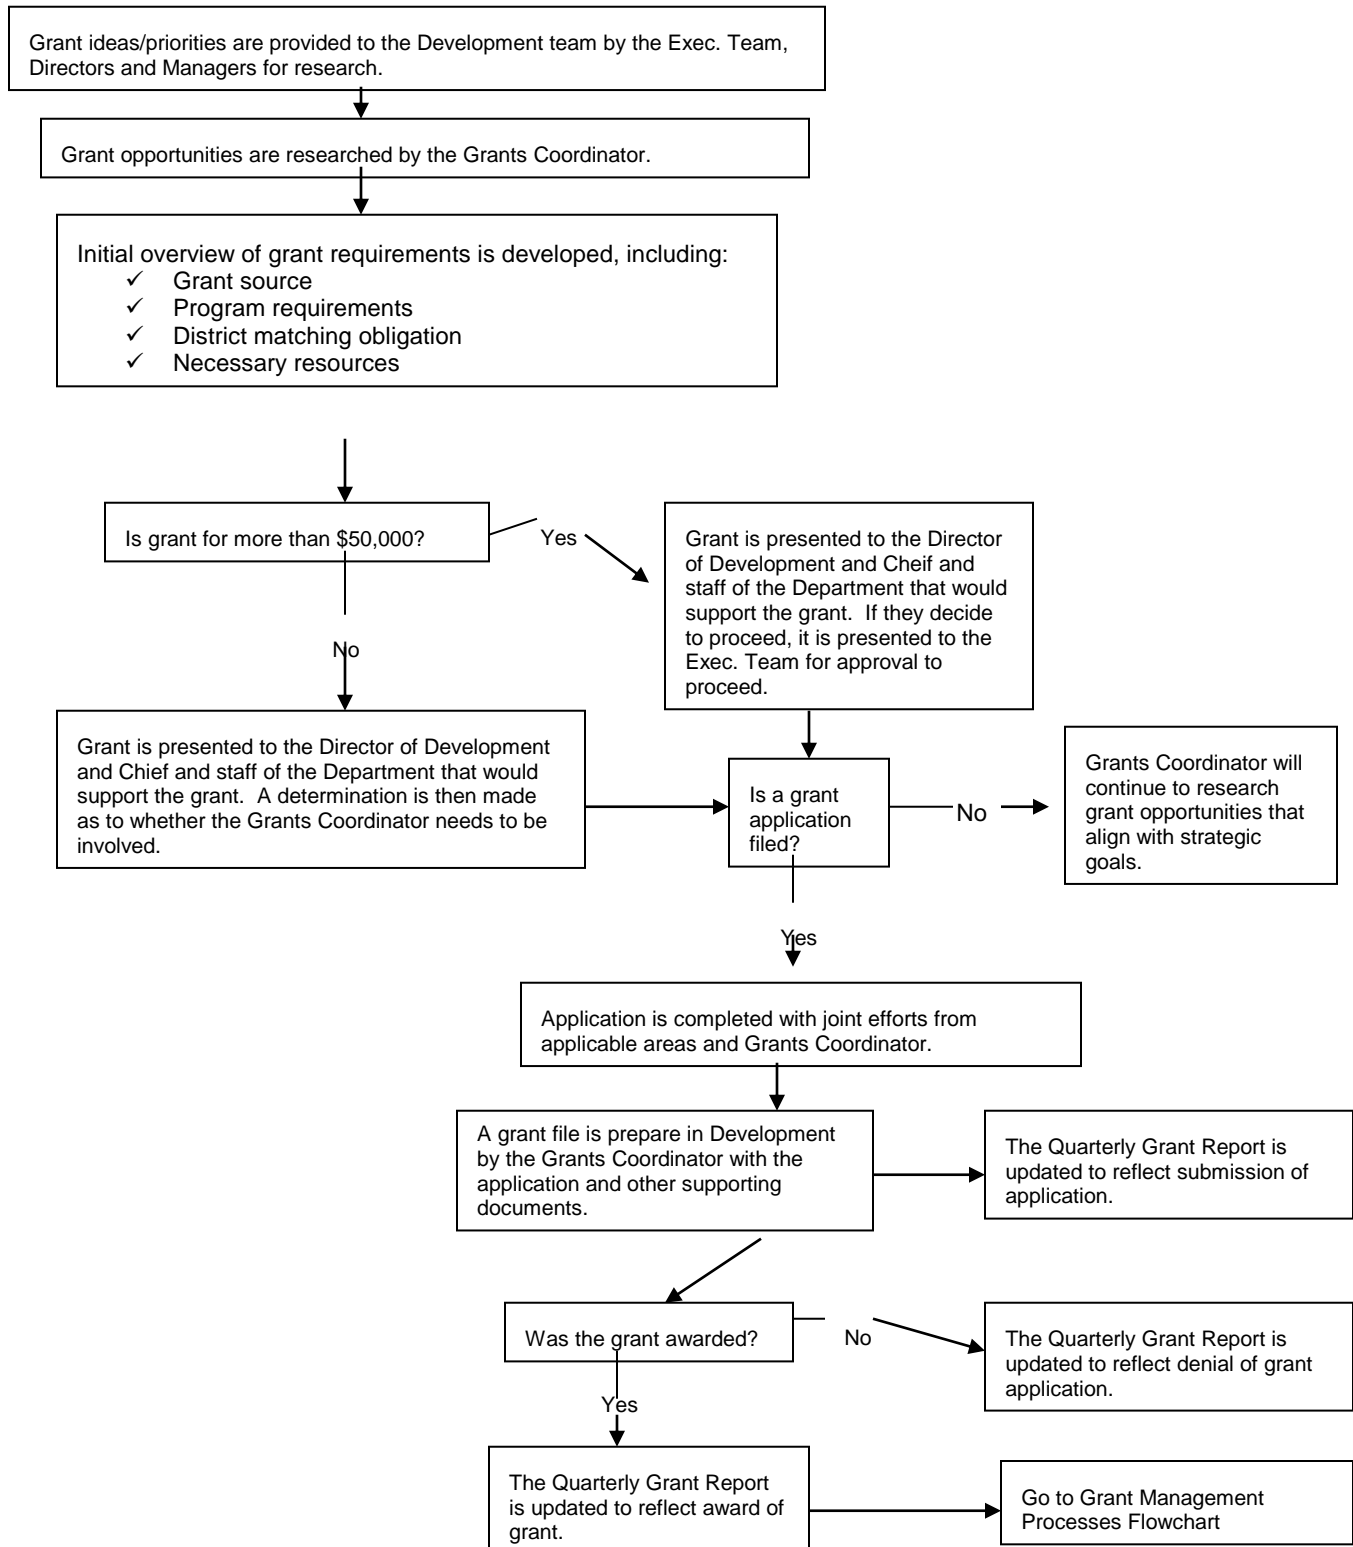 Grant ideas/priorities are provided to the Development team by the Exec. Team,
Directors and Managers for research.
Grant opportunities are researched by the Grants Coordinator.
Initial overview of grant requirements is developed, including:
✓ Grant source
✓ Program requirements
✓ District matching obligation
✓ Necessary resources
Is grant for more than $50,000?
Yes
Grant is presented to the Director
of Development and Cheif and
staff of the Department that would
support the grant. If they decide
to proceed, it is presented to the
Exec. Team for approval to
proceed.
No
Grant is presented to the Director of Development
and Chief and staff of the Department that would
support the grant. A determination is then made
as to whether the Grants Coordinator needs to be
involved.
Is a grant
application
filed?
No
Grants Coordinator will
continue to research
grant opportunities that
align with strategic
goals.
Yes
Application is completed with joint efforts from
applicable areas and Grants Coordinator.
A grant file is prepare in Development
by the Grants Coordinator with the
application and other supporting
documents.
The Quarterly Grant Report is
updated to reflect submission of
application.
Was the grant awarded?
No
The Quarterly Grant Report is
updated to reflect denial of grant
application.
Yes
The Quarterly Grant Report
is updated to reflect award of
grant.
Go to Grant Management
Processes Flowchart